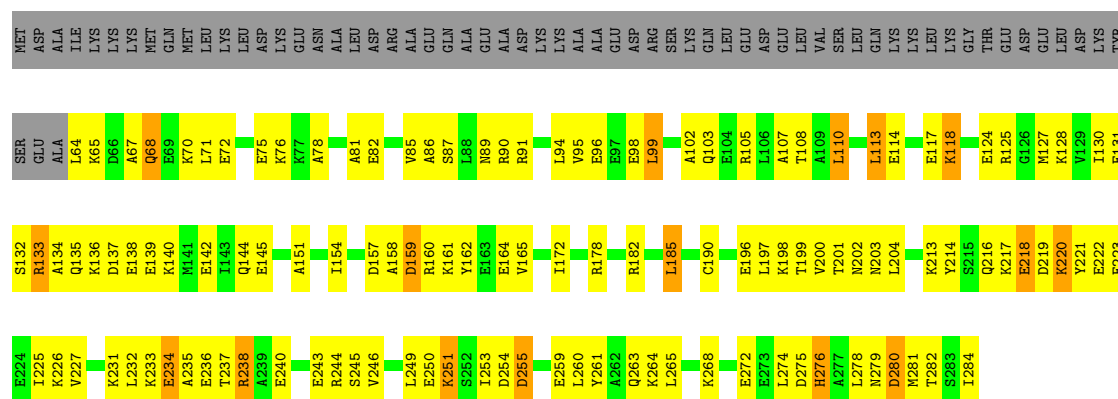 MET ASP ALA ILE LYS LYS LYS MET GLN MET LEU LYS LEU ASP LYS GLU ASN ALA LEU ASP ARG ALA GLU GLN ALA GLU ALA ASP LYS LYS ALA ALA GLU ASP ARG SER LYS GLN LEU GLU ASP GLU LEU VAL SER LEU GLN LYS LYS LEU LYS GLY THR GLU ASP GLU LEU ASP LYS TYR
SER GLU ALA L64 K65 D66 A67 Q68 E69 K70 L71 E72 E75 K76 K77 A78 A81 E82 V85 A86 S87 L88 N89 R90 R91 L94 V95 E96 E97 E98 L99 A102 Q103 E104 R105 L106 A107 T108 A109 L110 L113 E114 E117 K118 E124 R125 G126 M127 K128 V129 I130 E131
S132 R133 A134 Q135 K136 D137 E138 E139 K140 M141 E142 I143 Q144 E145 A151 I154 D157 A158 D159 R160 K161 Y162 E163 E164 V165 I172 R178 R182 L185 C190 E196 L197 K198 T199 V200 T201 N202 N203 L204 K213 Y214 S215 Q216 K217 E218 D219 K220 Y221 E222 E223
E224 I225 K226 V227 K231 L232 K233 E234 A235 E236 T237 R238 A239 E240 E243 R244 S245 V246 L249 E250 K251 S252 I253 D254 D255 E259 L260 Y261 A262 Q263 K264 L265 K268 E272 E273 L274 D275 H276 A277 L278 N279 D280 M281 T282 S283 I284